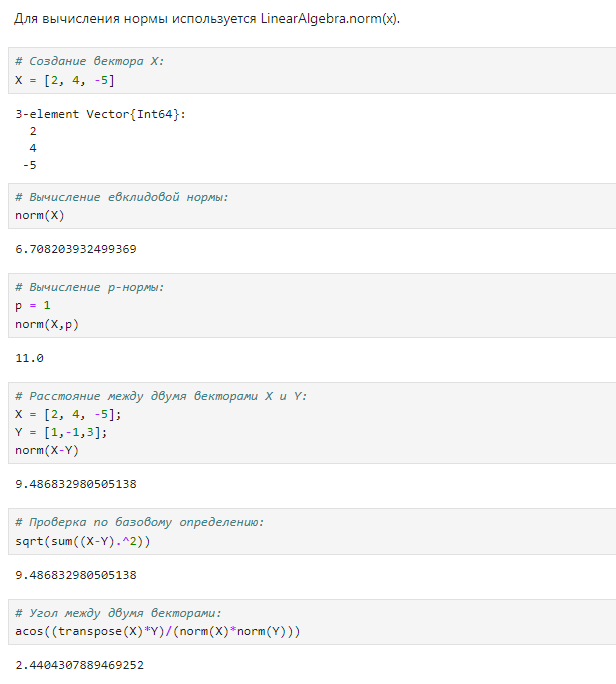 Для вычисления нормы используется LinearAlgebra.norm(x).
# Создание вектора X:
X = [2, 4, -5]
3-element Vector{Int64}:
2
4
-5
# Вычисление евклидовой нормы:
norm(X)
6.708203932499369
# Вычисление p-нормы:
p = 1
norm(X,p)
11.0
# Расстояние между двумя векторами X и Y:
X = [2, 4, -5];
Y = [1,-1,3];
norm(X-Y)
9.486832980505138
# Проверка по базовому определению:
sqrt(sum((X-Y).^2))
9.486832980505138
# Угол между двумя векторами:
acos((transpose(X)*Y)/(norm(X)*norm(Y)))
2.4404307889469252